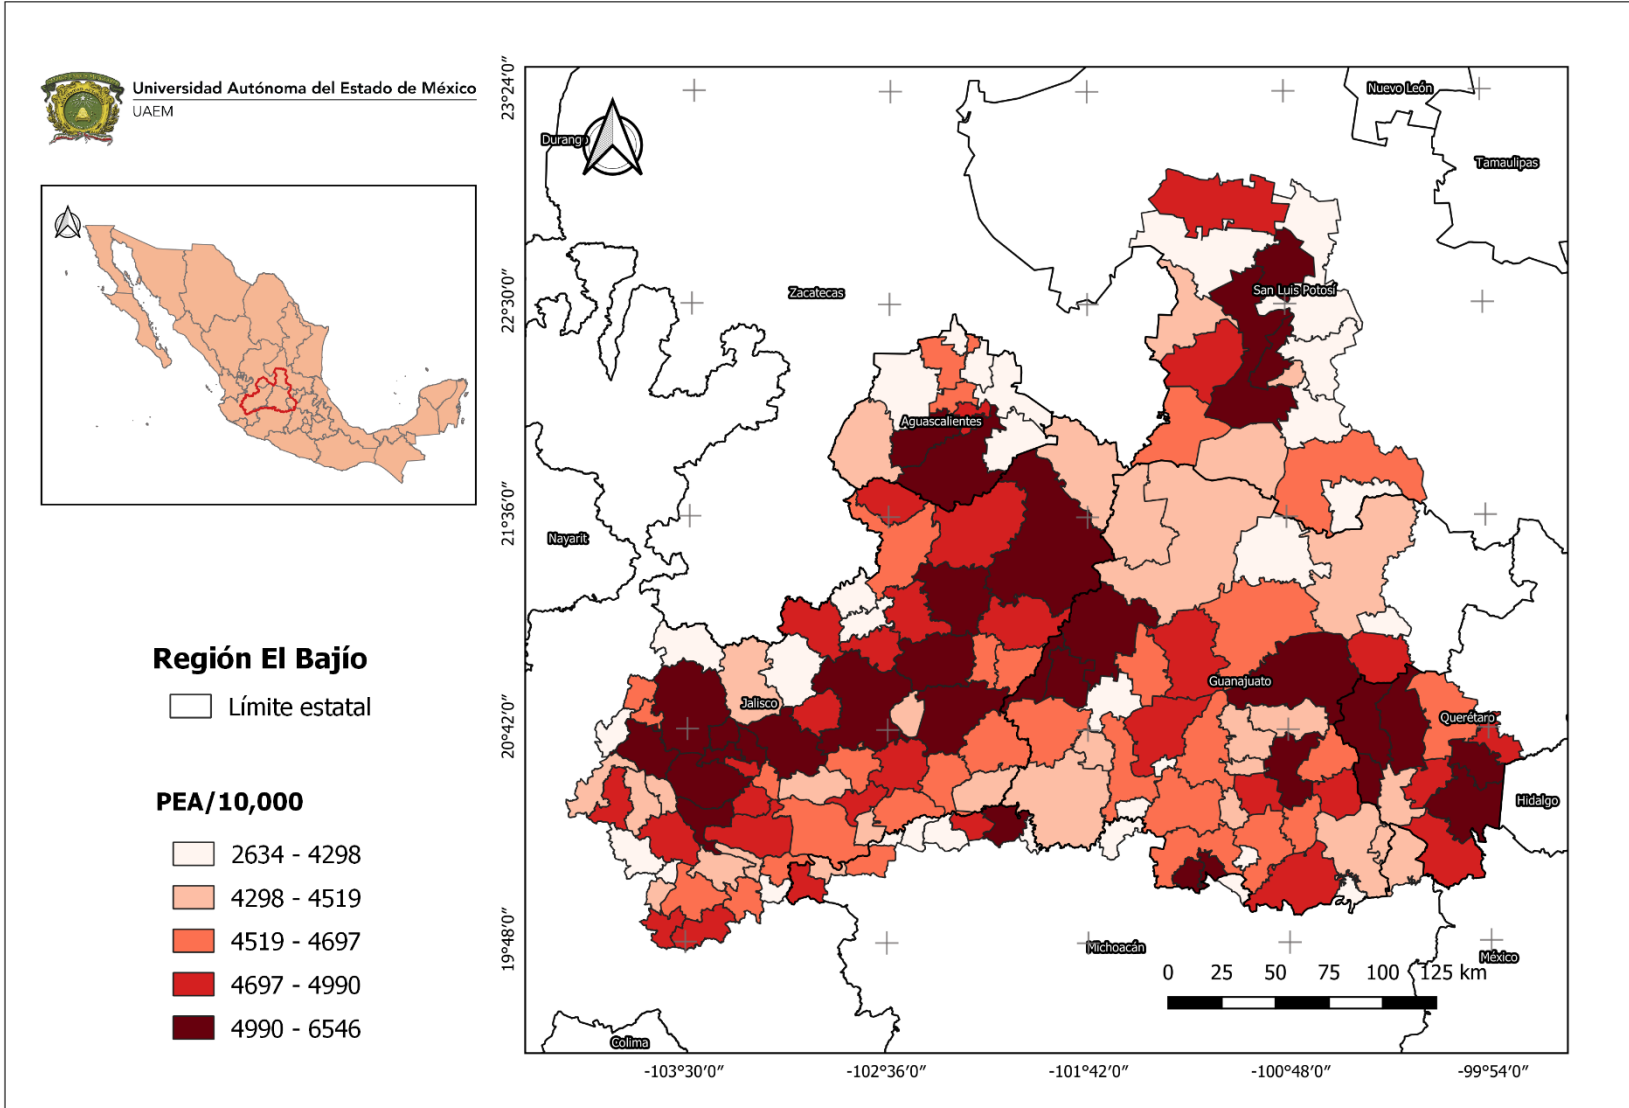 Universidad Autónoma del Estado de México
UAEM
Región El Bajío
Límite estatal
PEA/10,000
2634 - 4298
4298 - 4519
4519 - 4697
4697 - 4990
4990 - 6546
23°24'0''
22°30'0''
21°36'0''
20°42'0''
19°48'0''
Nuevo León
Durango
Tamaulipas
Zacatecas
San Luis Potosí
Aguascalientes
Nayarit
Guanajuato
Jalisco
Querétaro
Hidalgo
Michoacán
México
Colima
0 25 50 75 100 125 km
-103°30'0'' -102°36'0'' -101°42'0'' -100°48'0'' -99°54'0''